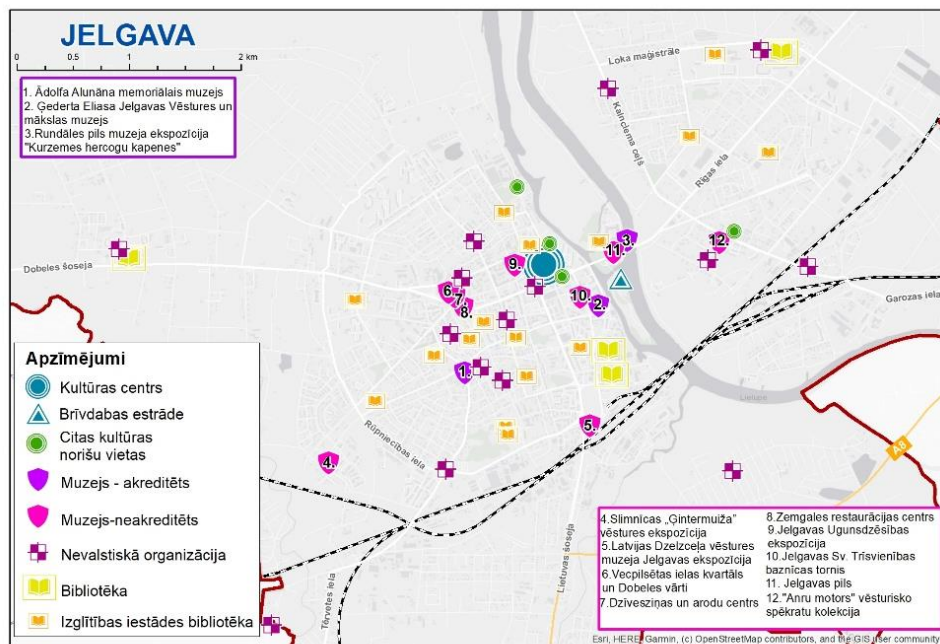 JELGAVA
0 0.5 1 2 km
1. Ādolfa Alunāna memoriālais muzejs
2. Ģederta Eliasa Jelgavas Vēstures un
mākslas muzejs
3.Rundāles pils muzeja ekspozīcija
"Kurzemes hercogu kapenes"
Loka maģistrāle
Kalnciema ceļš
Rīgas iela
Dobeles šoseja
Garozas iela
Rūpniecības iela
Lielupe
A8
Lietuvas šoseja
Tērvetes iela
1.
2.
3.
4.
5.
6.
7.
8.
9.
10.
11.
12.
Apzīmējumi
Kultūras centrs
Brīvdabas estrāde
Citas kultūras
norišu vietas
Muzejs - akreditēts
Muzejs-neakreditēts
Nevalstiskā organizācija
Bibliotēka
Izglītības iestādes bibliotēka
4.Slimnīcas „Ģintermuiža"
vēstures ekspozīcija
5.Latvijas Dzelzceļa vēstures
muzeja Jelgavas ekspozīcija
6.Vecpilsētas ielas kvartāls
un Dobeles vārti
7.Dzīvesziņas un arodu centrs
8.Zemgales restaurācijas centrs
9.Jelgavas Ugunsdzēsības
ekspozīcija
10.Jelgavas Sv. Trīsvienības
baznīcas tornis
11. Jelgavas pils
12."Anru motors" vēsturisko
spēkratu kolekcija
Esri, HERE, Garmin, (c) OpenStreetMap contributors, and the GIS user community